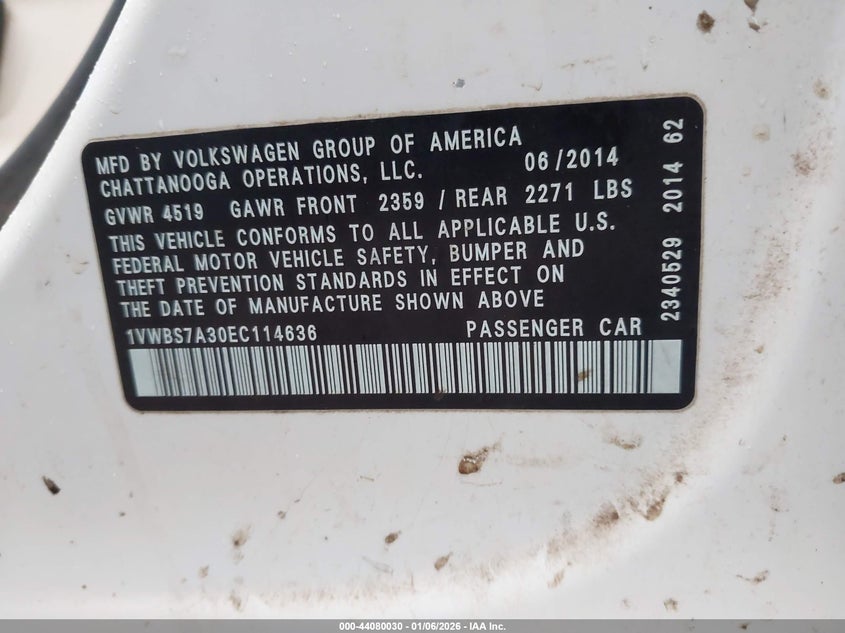 MFD BY VOLKSWAGEN GROUP OF AMERICA
CHATTANOOGA OPERATIONS, LLC. 06/2014
GVWR 4519 GAWR FRONT 2359 / REAR 2271 LBS
THIS VEHICLE CONFORMS TO ALL APPLICABLE U.S.
FEDERAL MOTOR VEHICLE SAFETY, BUMPER AND
THEFT PREVENTION STANDARDS IN EFFECT ON
THE DATE OF MANUFACTURE SHOWN ABOVE
1VWBS7A30EC114636 PASSENGER CAR
2340529 2014 62
000-44080030 - 01/06/2026 - IAA Inc.